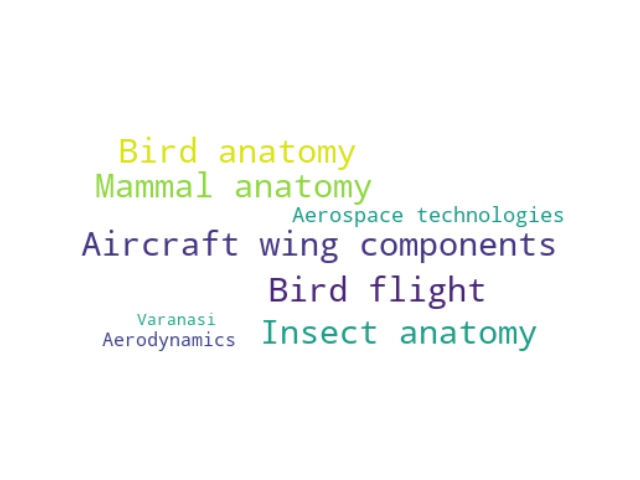 Bird anatomy
Mammal anatomy
Aerospace technologies
Aircraft wing components
Bird flight
Varanasi
Insect anatomy
Aerodynamics